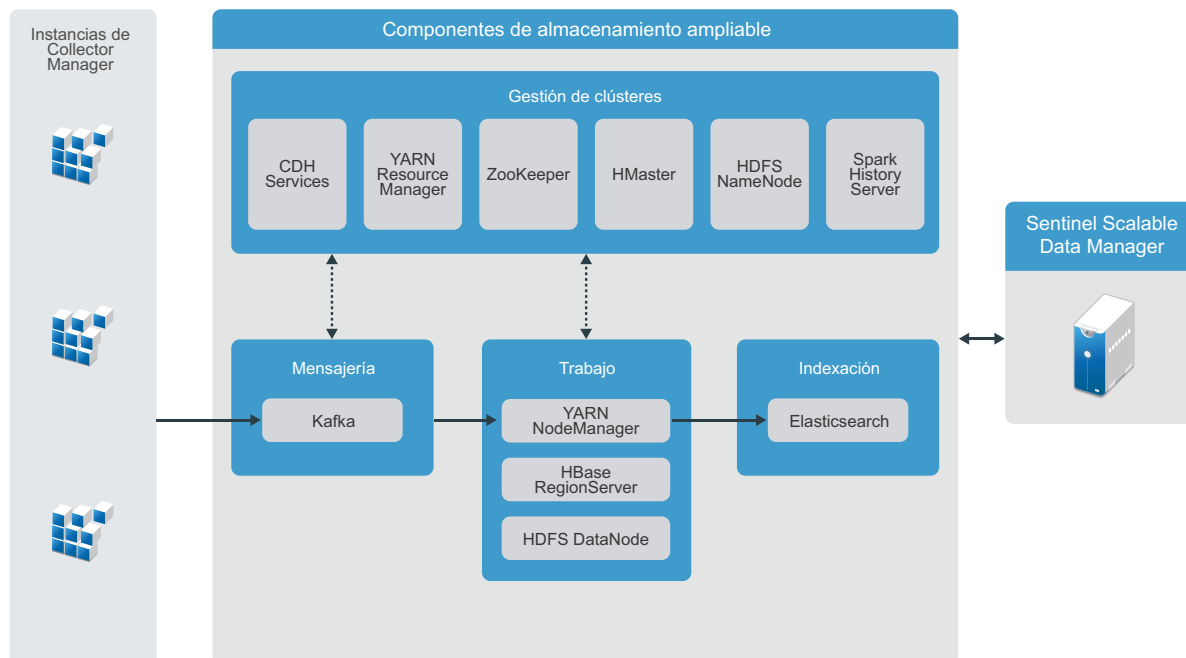 Instancias de
Collector
Manager
Componentes de almacenamiento ampliable
Gestión de clústeres
CDH
Services
YARN
Resource
Manager
ZooKeeper
HMaster
HDFS
NameNode
Spark
History
Server
Sentinel Scalable
Data Manager
Mensajería
Kafka
Trabajo
YARN
NodeManager
HBase
RegionServer
HDFS DataNode
Indexación
Elasticsearch